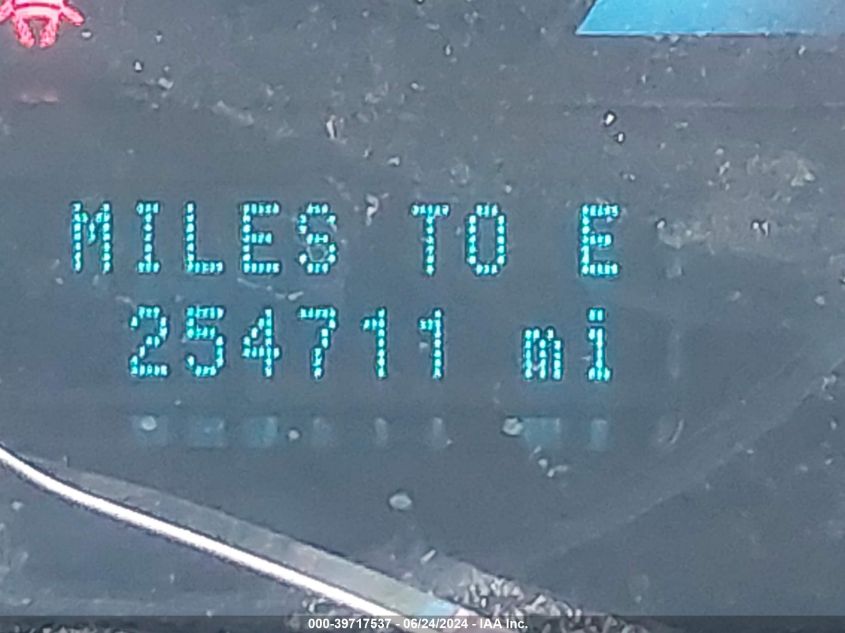 MILES TO E
254711 mi
000-39717537 - 06/24/2024 - IAA Inc.